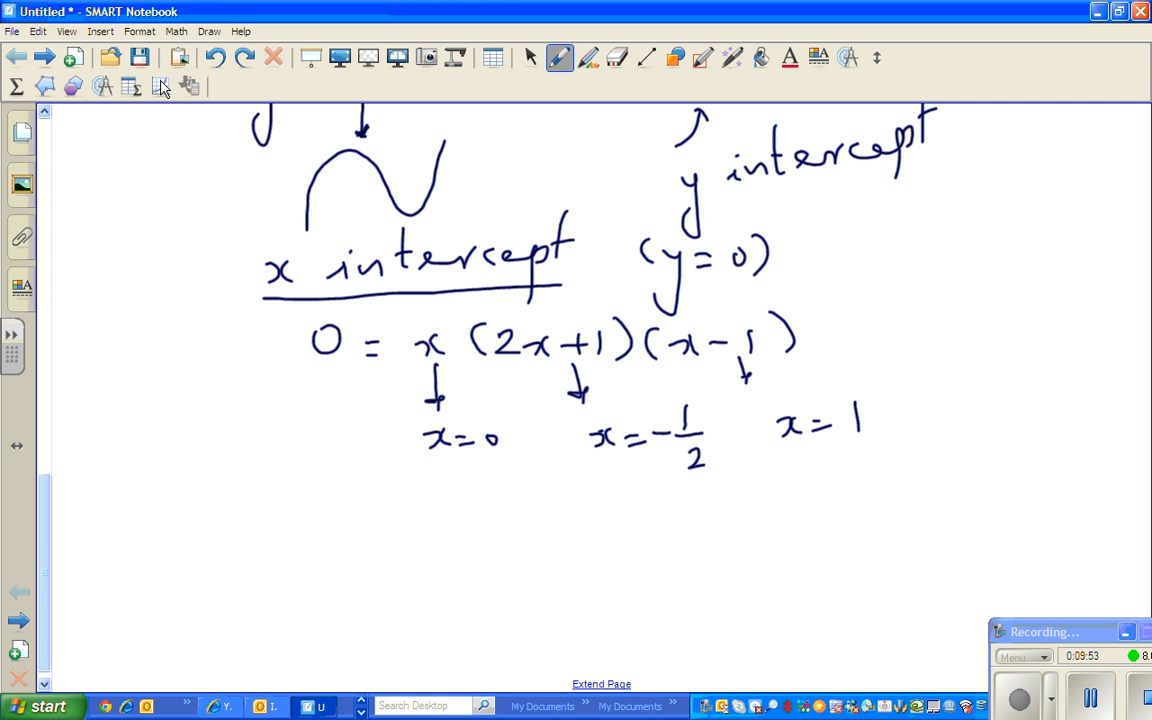 Untitled * - SMART Notebook
File Edit View Insert Format Math Draw Help
y
y intercept
x intercept (y = 0)
0 = x (2x + 1) (x - 1)
x = 0 x = -1/2 x = 1
Extend Page
Recording...
Menu 0:09:53 8.
start Y. I. U Search Desktop My Documents » My Documents »